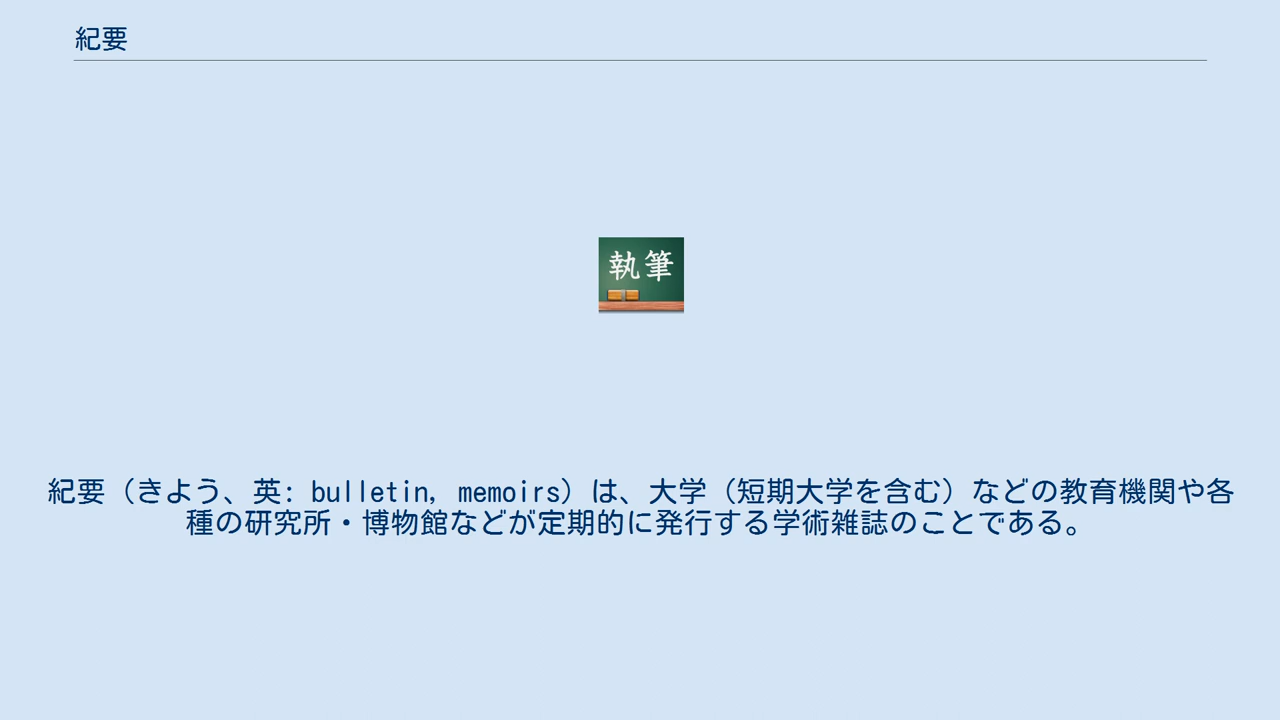 紀要
執筆
紀要（きよう、英: bulletin, memoirs）は、大学（短期大学を含む）などの教育機関や各
種の研究所・博物館などが定期的に発行する学術雑誌のことである。